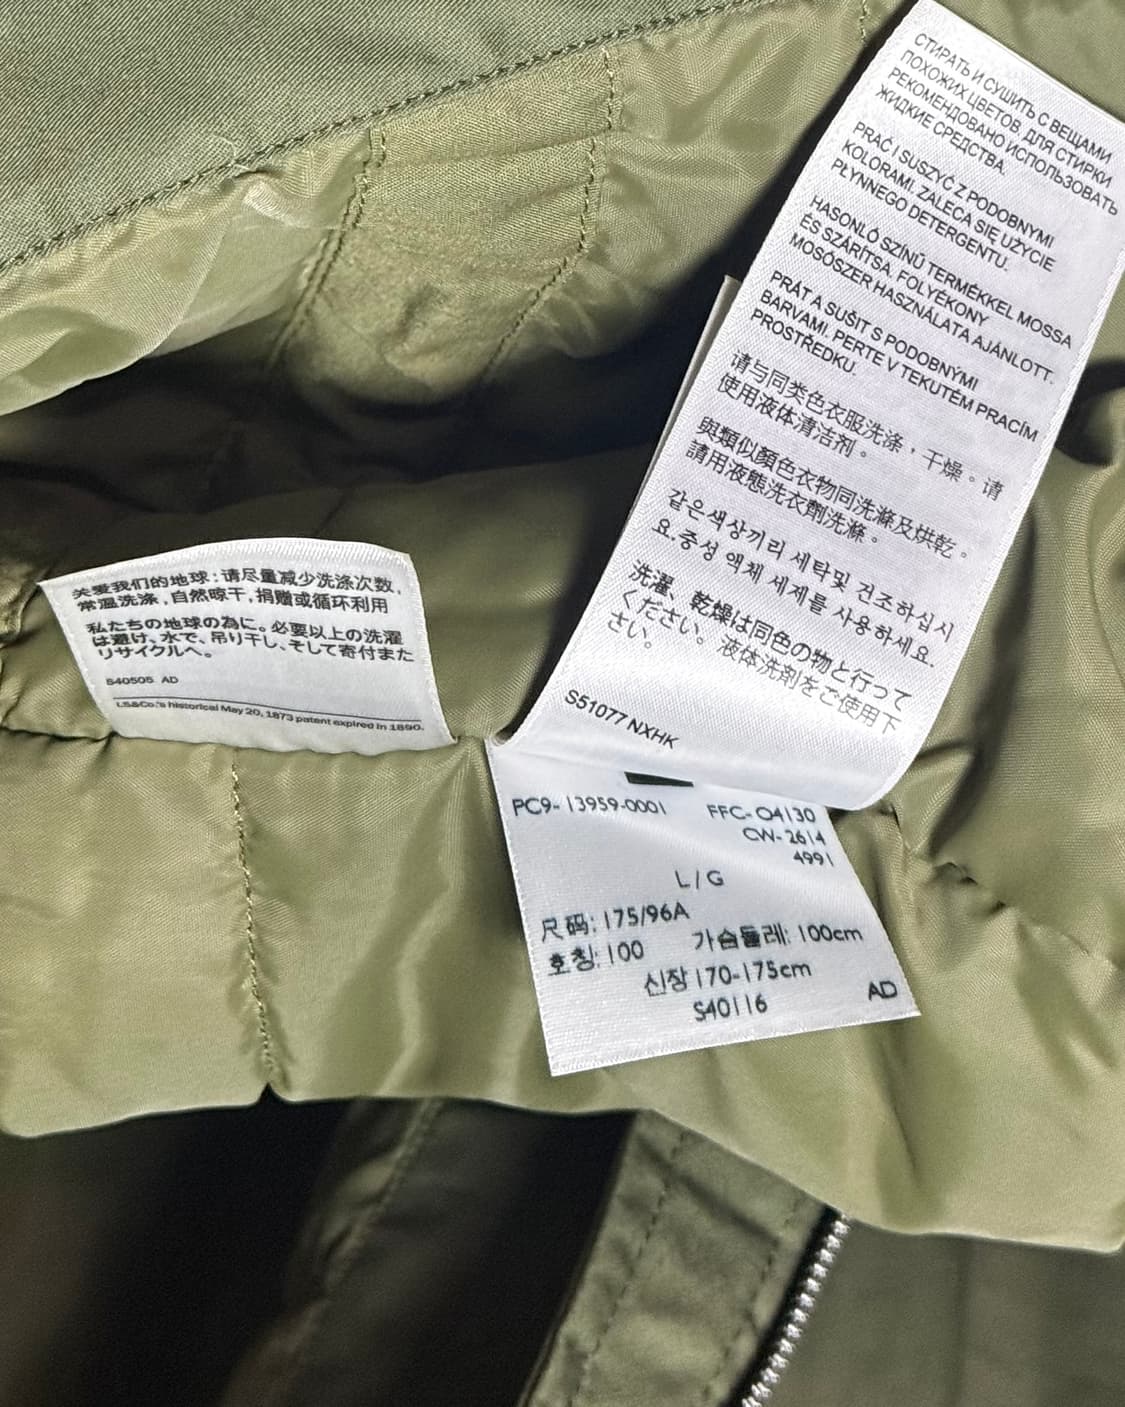 СТИРАТЬ И СУШИТЬ С ВЕЩАМИ
ПОХОЖИХ ЦВЕТОВ. ДЛЯ СТИРКИ
РЕКОМЕНДОВАНО ИСПОЛЬЗОВАТЬ
ЖИДКИЕ СРЕДСТВА.
PRAĆ I SUSZYĆ Z PODOBNYMI
KOLORAMI. ZALECA SIĘ UŻYCIE
PŁYNNEGO DETERGENTU.
HASONLÓ SZÍNŰ TERMÉKKEL MOSSA
ÉS SZÁRÍTSA. FOLYÉKONY
MOSÓSZER HASZNÁLATA AJÁNLOTT.
PRÁT A SUŠIT S PODOBNÝMI
BARVAMI. PERTE V TEKUTÉM PRACÍM
PROSTŘEDKU.
请与同类色衣服洗涤，干燥。请
使用液体清洁剂。
與類似顏色衣物同洗滌及烘乾。
請用液態洗衣劑洗滌。
같은색상끼리 세탁및 건조하십시
요.중성 액체 세제를 사용하세요.
洗濯、乾燥は同色の物と行って
ください。液体洗剤をご使用下
さい。
S51077 NXHK
关爱我们的地球:请尽量减少洗涤次数,
常温洗涤,自然晾干,捐赠或循环利用
私たちの地球の為に。必要以上の洗濯
は避け、水で、吊り干し、そして寄付また
リサイクルへ。
S40505 AD
LS&Co.'s historical May 20, 1873 patent expired in 1890.
PC9-13959-0001 FFC-O4130
CW-2614
4991
L/G
尺码: 175/96A
호칭: 100 가슴둘레: 100cm
신장 170-175cm
S40116 AD